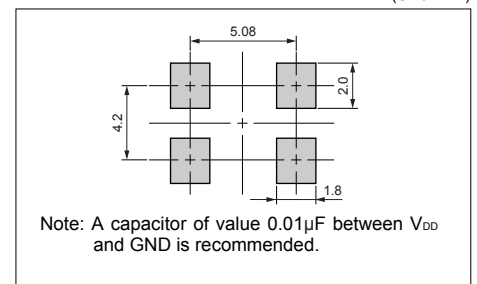 5.08
2.0
4.2
1.8
Note: A capacitor of value 0.01µF between VDD
and GND is recommended.